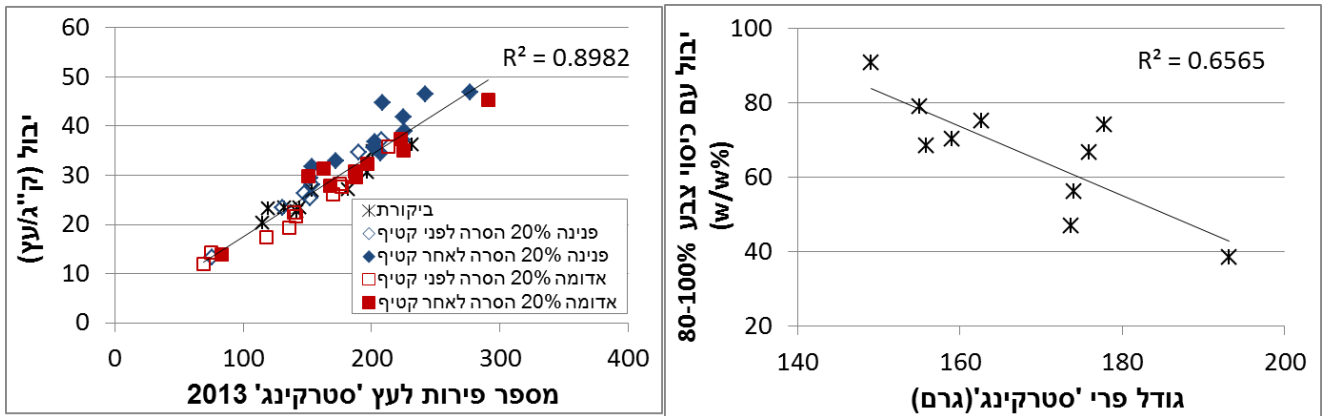 60
50
40
30
20
10
0
יבול (ק"ג/עץ)
R² = 0.8982
ביקורת
פנינה 20% הסרה לפני קטיף
פנינה 20% הסרה לאחר קטיף
אדומה 20% הסרה לפני קטיף
אדומה 20% הסרה לאחר קטיף
0 100 200 300 400
מספר פירות לעץ 'סטרקינג' 2013
100
80
60
40
20
יבול עם כיסוי צבע 80-100%
(w/w%)
R² = 0.6565
140 160 180 200
גודל פרי 'סטרקינג'(גרם)